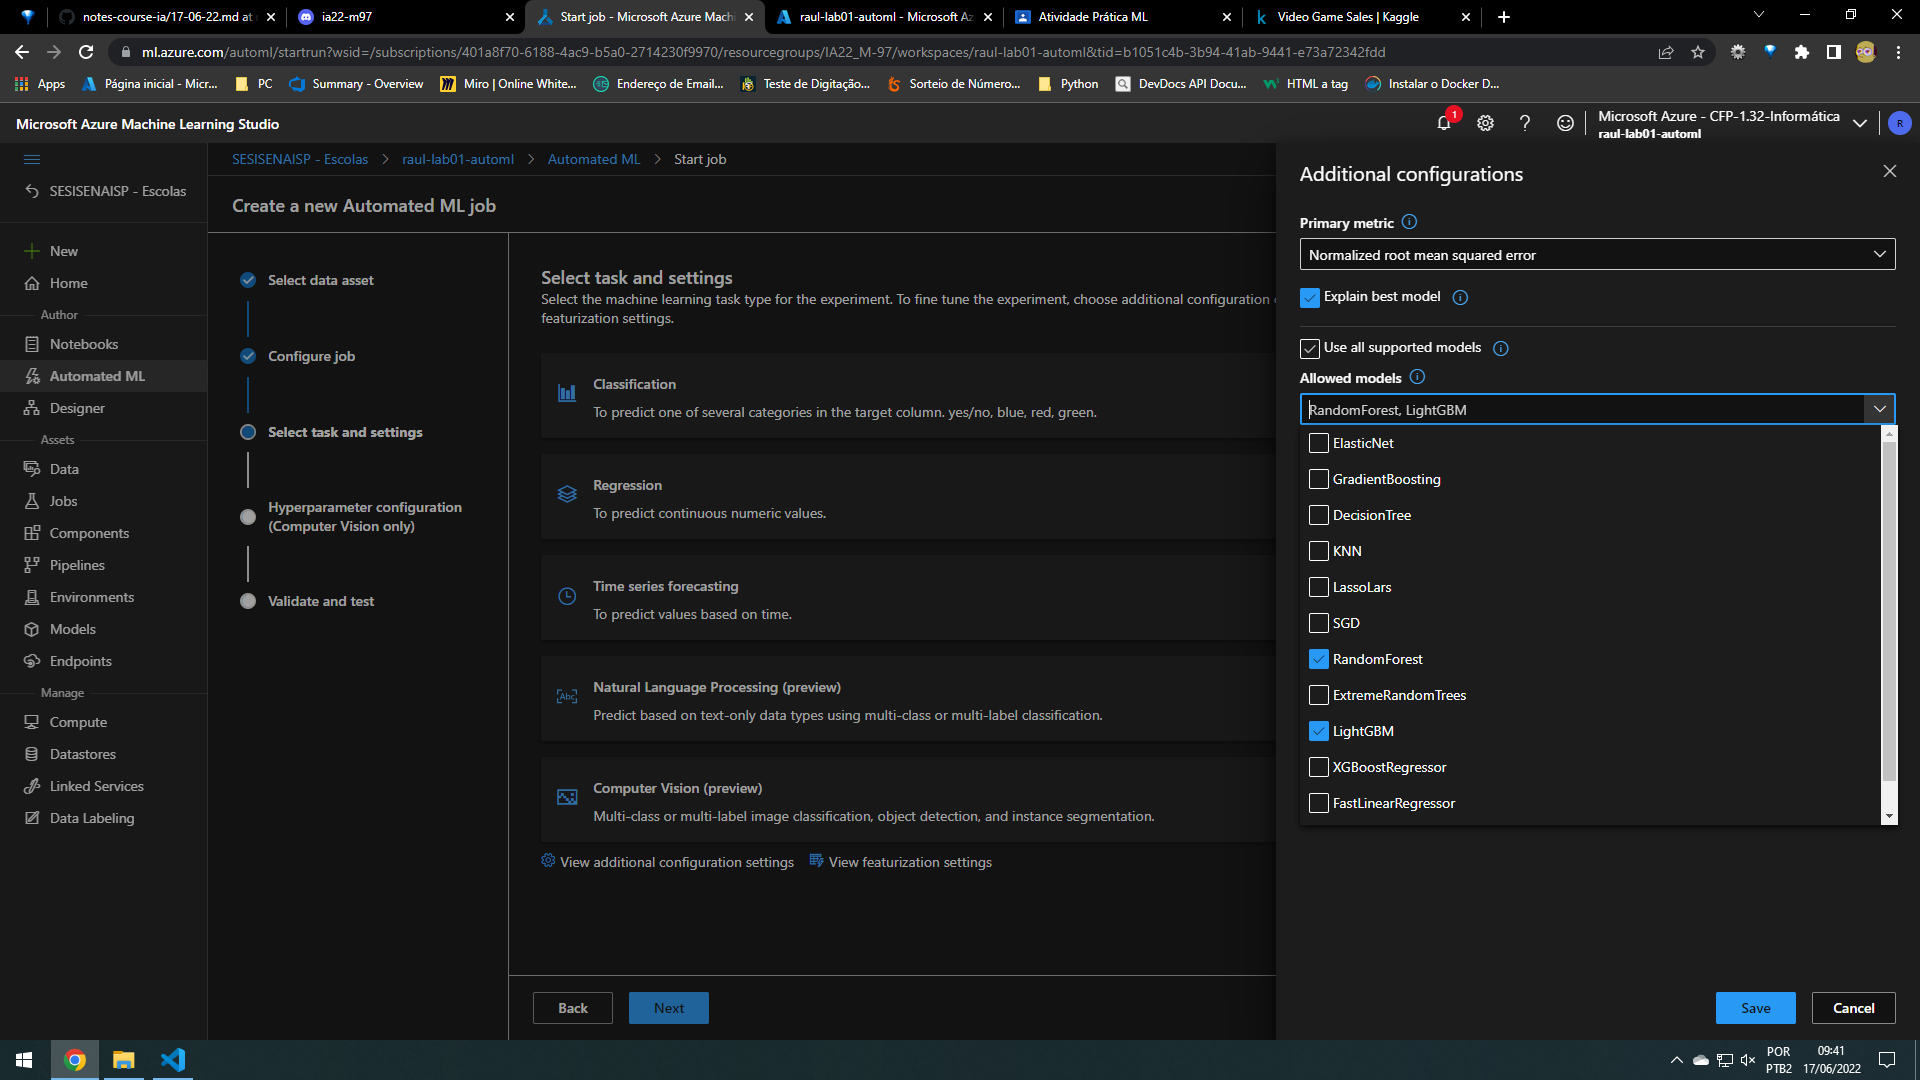 notes-course-ia/17-06-22.md at
ia22-m97
Start job - Microsoft Azure Machi
raul-lab01-automl - Microsoft Az
Atividade Prática ML
Video Game Sales | Kaggle
ml.azure.com/automl/startrun?wsid=/subscriptions/401a8f70-6188-4ac9-b5a0-2714230f9970/resourcegroups/IA22_M-97/workspaces/raul-lab01-automl&tid=b1051c4b-3b94-41ab-9441-e73a72342fdd
Apps
Página inicial - Micr...
PC
Summary - Overview
Miro | Online White...
Endereço de Email...
Teste de Digitação...
Sorteio de Número...
Python
DevDocs API Docu...
HTML a tag
Instalar o Docker D...
Microsoft Azure Machine Learning Studio
1
Microsoft Azure - CFP-1.32-Informática
raul-lab01-automl
R
SESISENAISP - Escolas
New
Home
Author
Notebooks
Automated ML
Designer
Assets
Data
Jobs
Components
Pipelines
Environments
Models
Endpoints
Manage
Compute
Datastores
Linked Services
Data Labeling
SESISENAISP - Escolas > raul-lab01-automl > Automated ML > Start job
Create a new Automated ML job
Select data asset
Configure job
Select task and settings
Hyperparameter configuration
(Computer Vision only)
Validate and test
Select task and settings
Select the machine learning task type for the experiment. To fine tune the experiment, choose additional configuration
featurization settings.
Classification
To predict one of several categories in the target column. yes/no, blue, red, green.
Regression
To predict continuous numeric values.
Time series forecasting
To predict values based on time.
Abc
Natural Language Processing (preview)
Predict based on text-only data types using multi-class or multi-label classification.
Computer Vision (preview)
Multi-class or multi-label image classification, object detection, and instance segmentation.
View additional configuration settings
View featurization settings
Back
Next
Additional configurations
Primary metric
Normalized root mean squared error
Explain best model
Use all supported models
Allowed models
RandomForest, LightGBM
ElasticNet
GradientBoosting
DecisionTree
KNN
LassoLars
SGD
RandomForest
ExtremeRandomTrees
LightGBM
XGBoostRegressor
FastLinearRegressor
Save
Cancel
POR
PTB2
09:41
17/06/2022